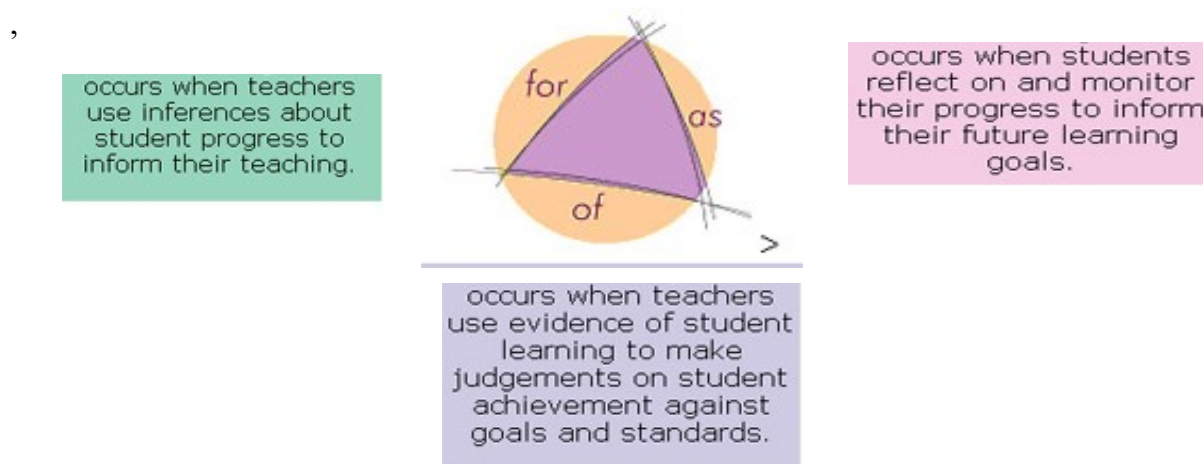 ,
occurs when teachers
use inferences about
student progress to
inform their teaching.
for
as
of
>
occurs when students
reflect on and monitor
their progress to inform
their future learning
goals.
occurs when teachers
use evidence of student
learning to make
judgements on student
achievement against
goals and standards.